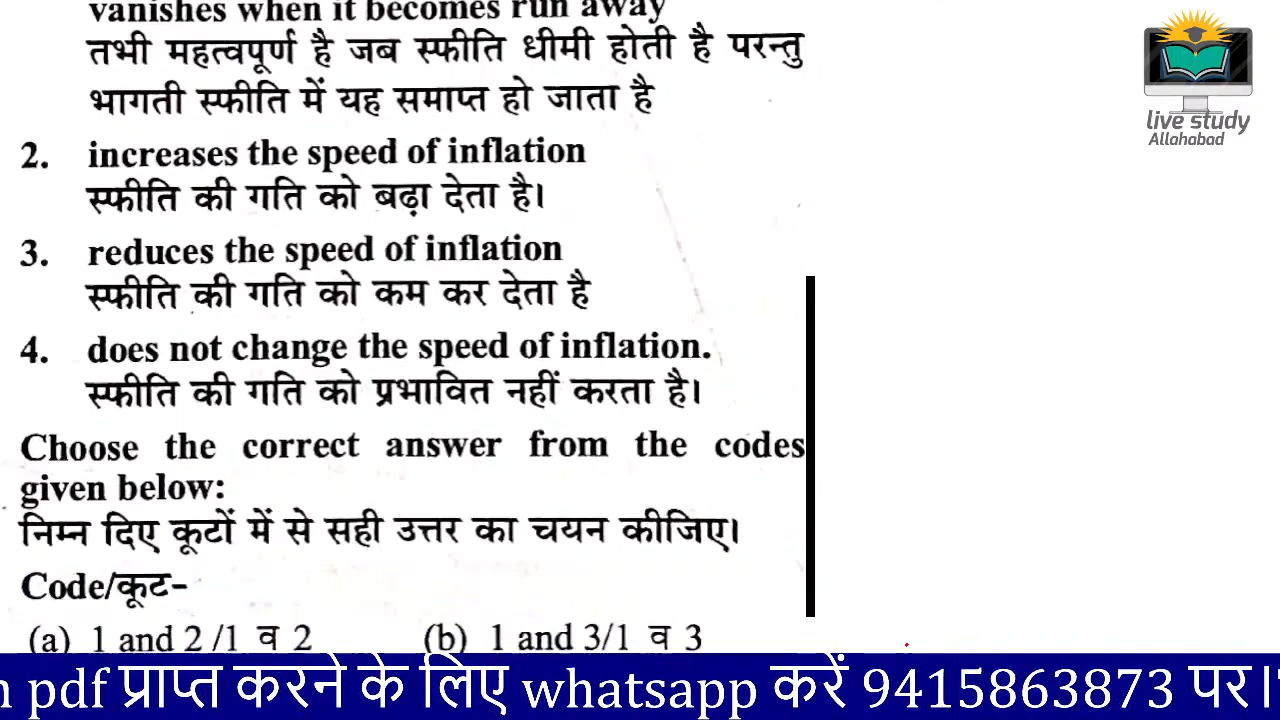 vanishes when it becomes run away
तभी महत्वपूर्ण है जब स्फीति धीमी होती है परन्तु
भागती स्फीति में यह समाप्त हो जाता है
2. increases the speed of inflation
स्फीति की गति को बढ़ा देता है।
3. reduces the speed of inflation
स्फीति की गति को कम कर देता है
4. does not change the speed of inflation.
स्फीति की गति को प्रभावित नहीं करता है।
Choose the correct answer from the codes
given below:
निम्न दिए कूटों में से सही उत्तर का चयन कीजिए।
Code/कूट-
(a) 1 and 2 /1 व 2 (b) 1 and 3/1 व 3
pdf प्राप्त करने के लिए whatsapp करें 9415863873 पर।
live study
Allahabad